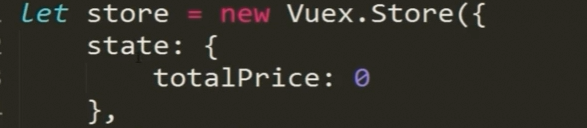 let store = new Vuex.Store({
    state: {
        totalPrice: 0
    },